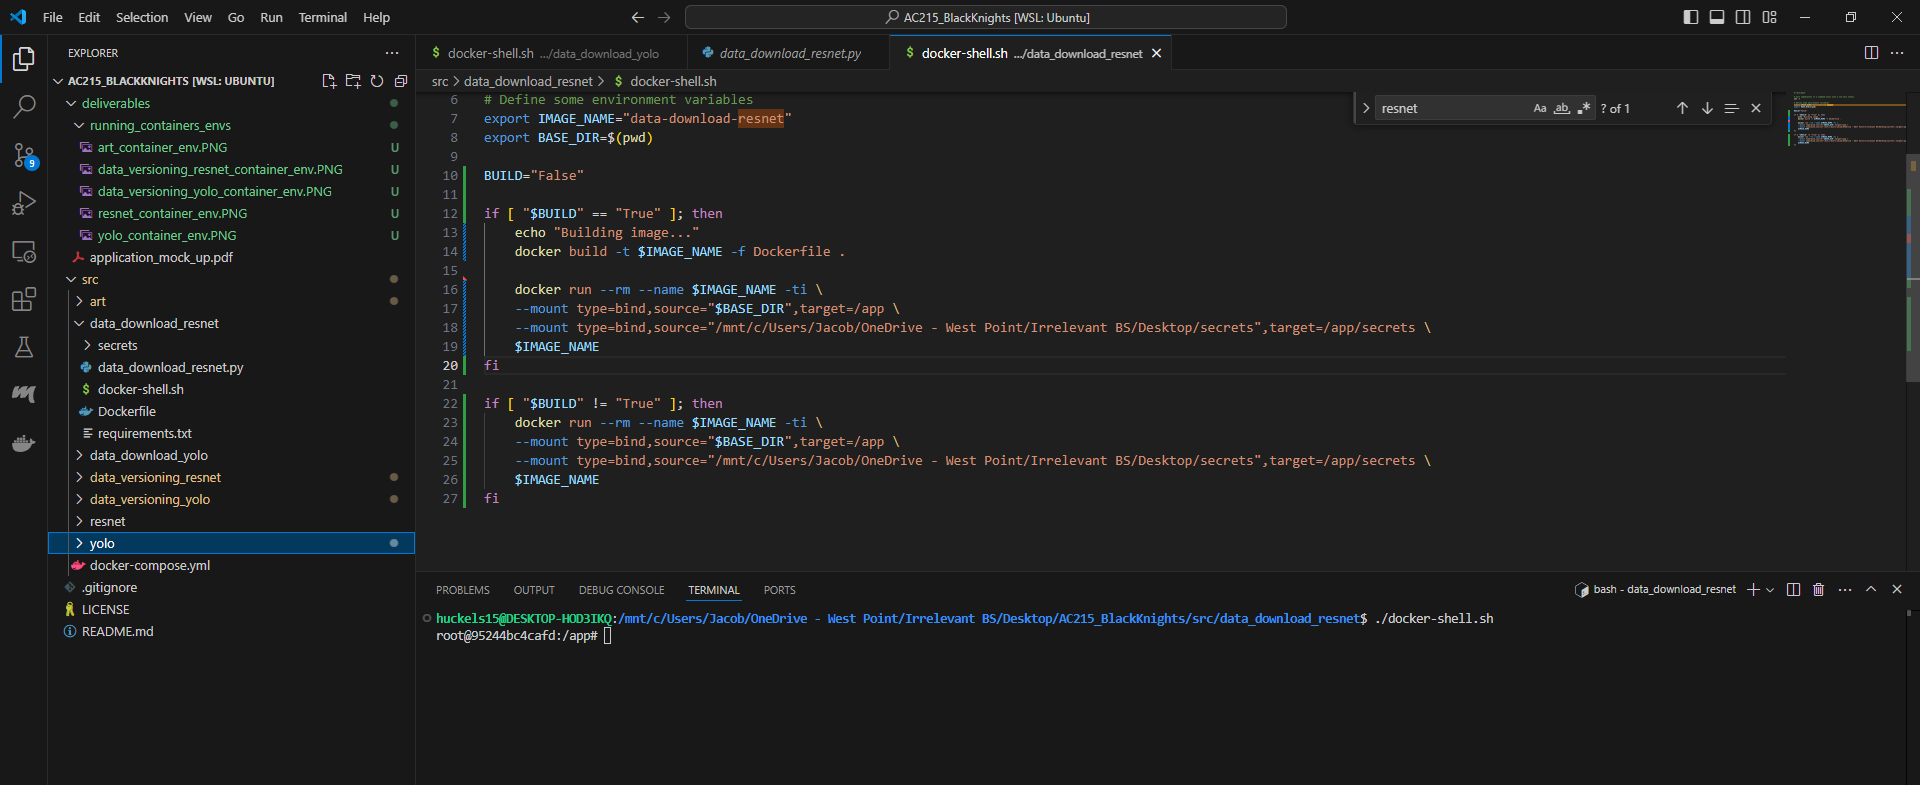 File Edit Selection View Go Run Terminal Help
AC215_BlackKnights [WSL: Ubuntu]
EXPLORER
AC215_BLACKKNIGHTS [WSL: UBUNTU]
deliverables
running_containers_envs
art_container_env.PNG U
data_versioning_resnet_container_env.PNG U
data_versioning_yolo_container_env.PNG U
resnet_container_env.PNG U
yolo_container_env.PNG U
application_mock_up.pdf
src
art
data_download_resnet
secrets
data_download_resnet.py
$ docker-shell.sh
Dockerfile
requirements.txt
data_download_yolo
data_versioning_resnet
data_versioning_yolo
resnet
yolo
docker-compose.yml
.gitignore
LICENSE
README.md
9
$ docker-shell.sh .../data_download_yolo
data_download_resnet.py
$ docker-shell.sh .../data_download_resnet
src > data_download_resnet > $ docker-shell.sh
resnet Aa ab .* ? of 1
6 # Define some environment variables
7 export IMAGE_NAME="data-download-resnet"
8 export BASE_DIR=$(pwd)
9
10 BUILD="False"
11
12 if [ "$BUILD" == "True" ]; then
13 echo "Building image..."
14 docker build -t $IMAGE_NAME -f Dockerfile .
15
16 docker run --rm --name $IMAGE_NAME -ti \
17 --mount type=bind,source="$BASE_DIR",target=/app \
18 --mount type=bind,source="/mnt/c/Users/Jacob/OneDrive - West Point/Irrelevant BS/Desktop/secrets",target=/app/secrets \
19 $IMAGE_NAME
20 fi
21
22 if [ "$BUILD" != "True" ]; then
23 docker run --rm --name $IMAGE_NAME -ti \
24 --mount type=bind,source="$BASE_DIR",target=/app \
25 --mount type=bind,source="/mnt/c/Users/Jacob/OneDrive - West Point/Irrelevant BS/Desktop/secrets",target=/app/secrets \
26 $IMAGE_NAME
27 fi
PROBLEMS OUTPUT DEBUG CONSOLE TERMINAL PORTS
bash - data_download_resnet
huckels15@DESKTOP-HOD3IKQ:/mnt/c/Users/Jacob/OneDrive - West Point/Irrelevant BS/Desktop/AC215_BlackKnights/src/data_download_resnet$ ./docker-shell.sh
root@95244bc4cafd:/app#